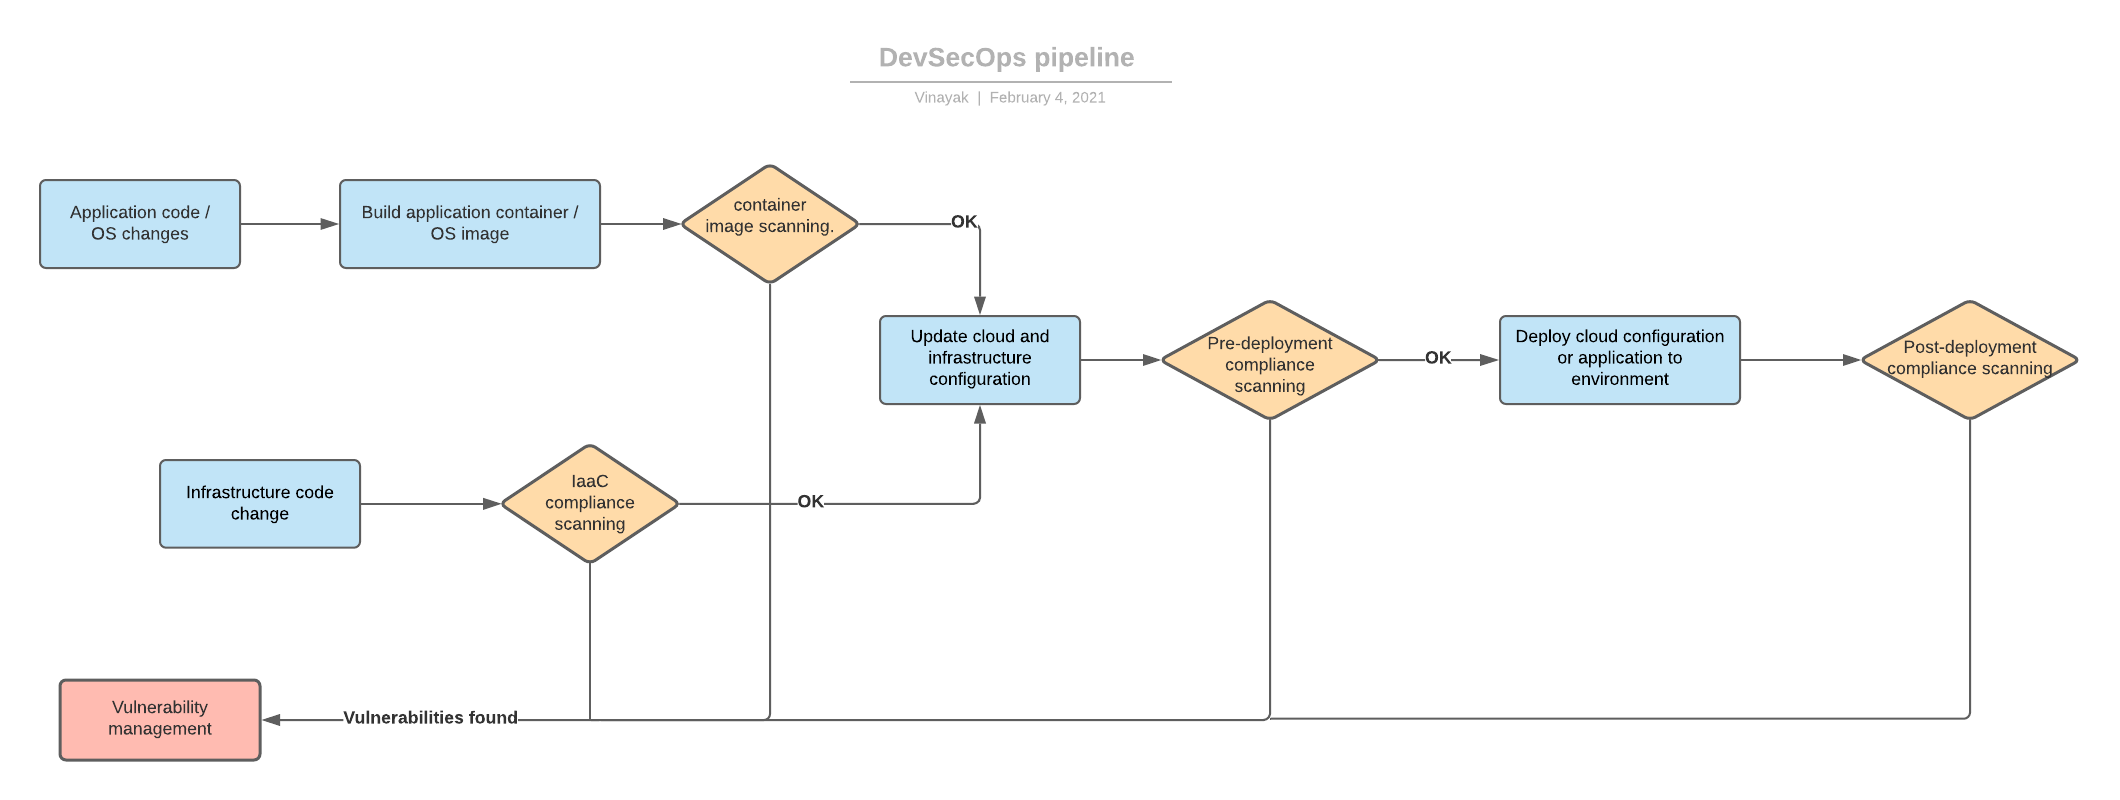 DevSecOps pipeline
Vinayak | February 4, 2021
Application code /
OS changes
Build application container /
OS image
container
image scanning.
OK
Update cloud and
infrastructure
configuration
Pre-deployment
compliance
scanning
OK
Deploy cloud configuration
or application to
environment
Post-deployment
compliance scanning
Infrastructure code
change
IaaC
compliance
scanning
OK
Vulnerability
management
Vulnerabilities found